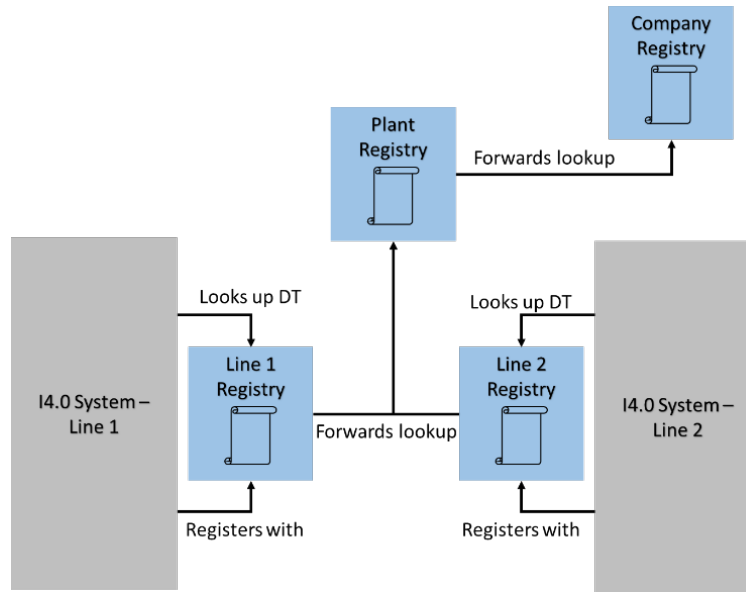 Company
Registry
Plant
Registry
Forwards lookup
Looks up DT
Looks up DT
Line 1
Registry
Line 2
Registry
I4.0 System –
Line 1
I4.0 System –
Line 2
Forwards lookup
Registers with
Registers with